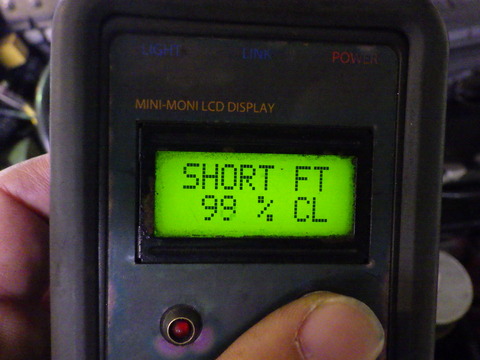 LIGHT LINK POWER
MINI-MONI LCD DISPLAY
SHORT FT
99 % CL